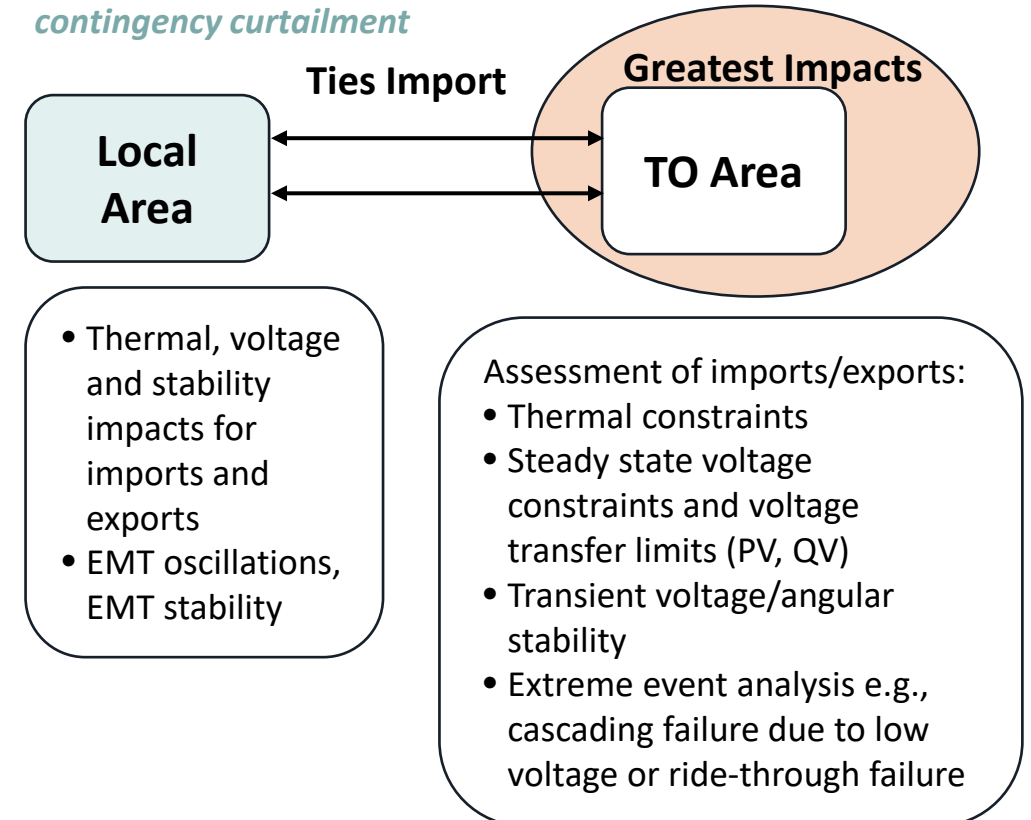 contingency curtailment
Ties Import
Greatest Impacts
Local
Area
TO Area
• Thermal, voltage
and stability
impacts for
imports and
exports
• EMT oscillations,
EMT stability
Assessment of imports/exports:
• Thermal constraints
• Steady state voltage
constraints and voltage
transfer limits (PV, QV)
• Transient voltage/angular
stability
• Extreme event analysis e.g.,
cascading failure due to low
voltage or ride-through failure